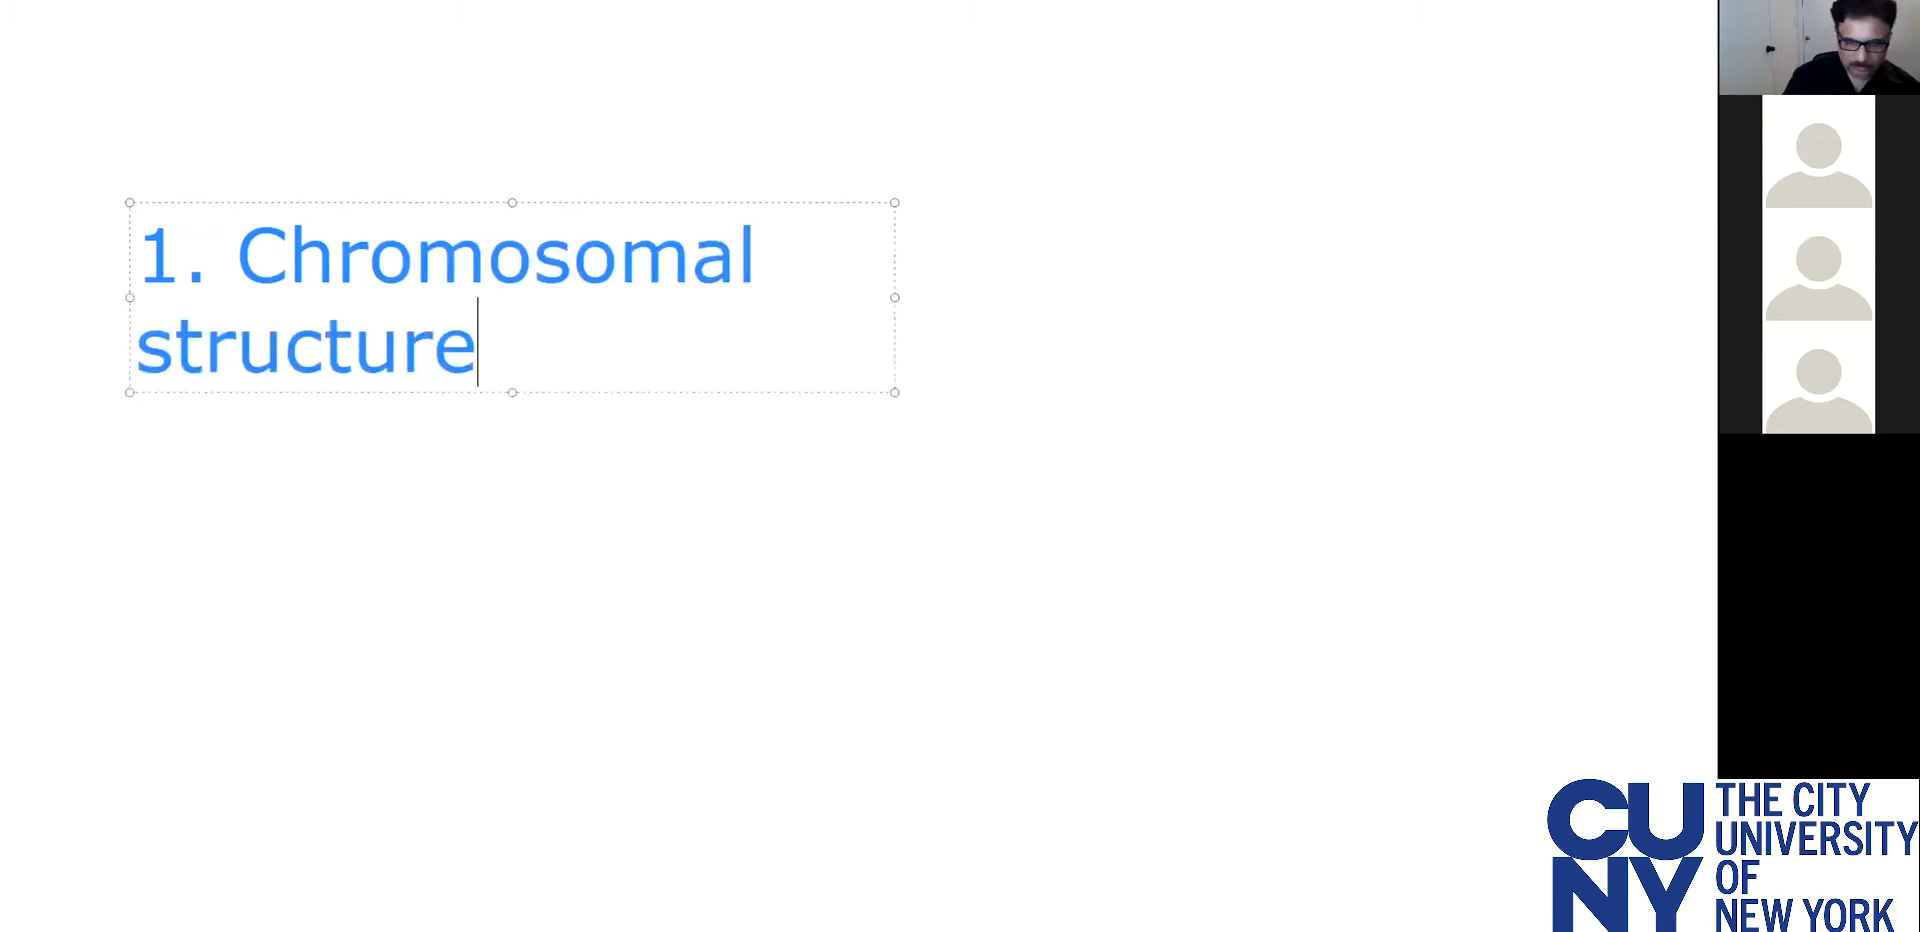 1. Chromosomal
structure
CU
NY
THE CITY
UNIVERSITY
OF
NEW YORK